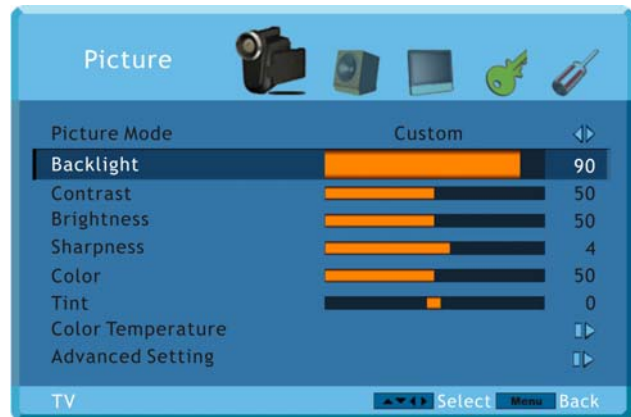 Picture
Picture Mode Custom
Backlight 90
Contrast 50
Brightness 50
Sharpness 4
Color 50
Tint 0
Color Temperature
Advanced Setting
TV Select Menu Back